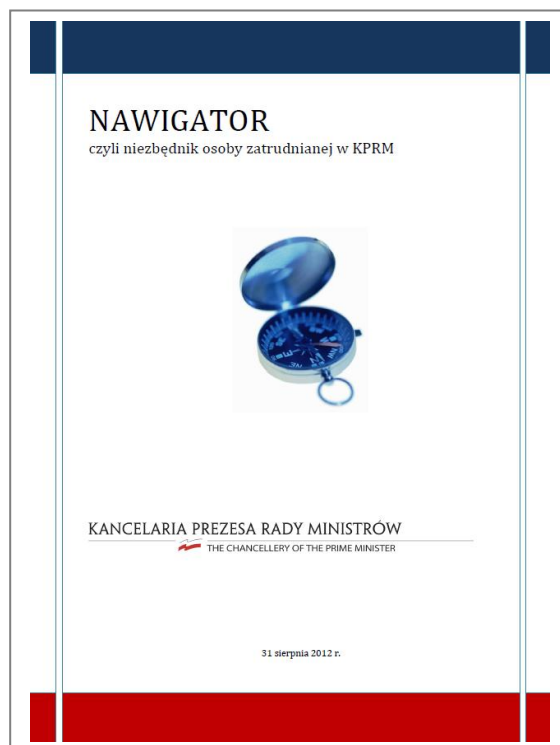 NAWIGATOR
czyli niezbędnik osoby zatrudnianej w KPRM
KANCELARIA PREZESA RADY MINISTRÓW
THE CHANCELLERY OF THE PRIME MINISTER
31 sierpnia 2012 r.